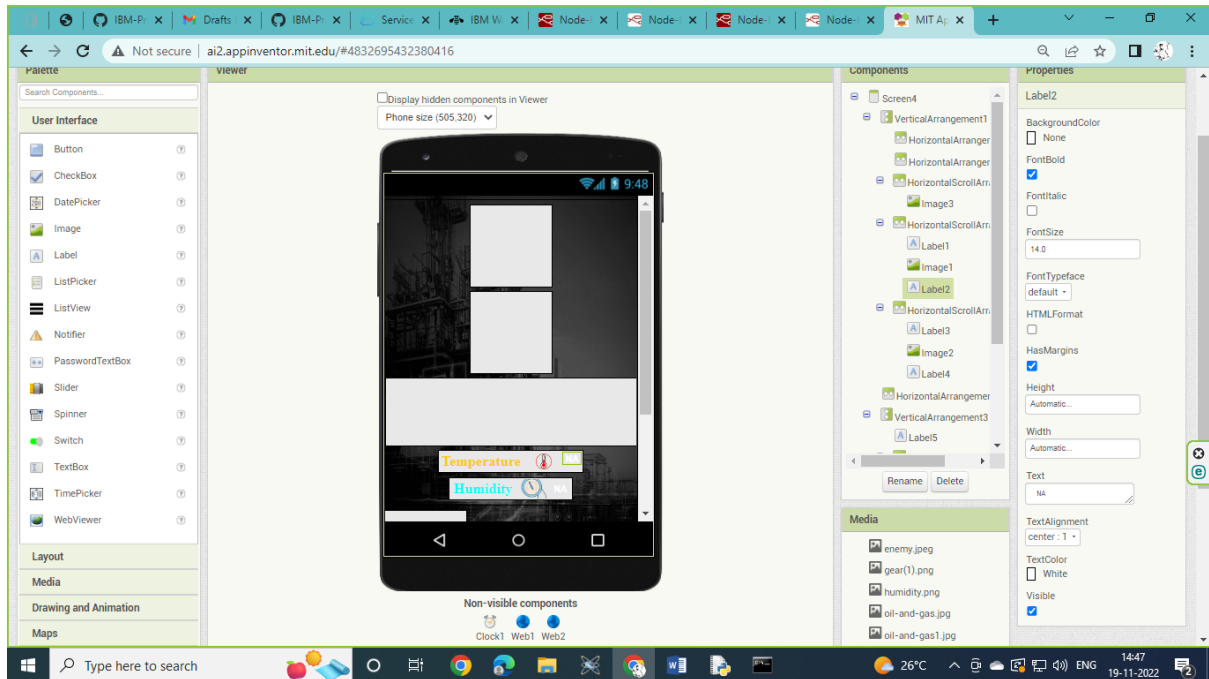 IBM-Pr
Drafts
IBM-Pr
Service
IBM W
Node-
Node-
Node-
Node-
MIT Ap
Not secure
ai2.appinventor.mit.edu/#4832695432380416
Palette
Viewer
Components
Properties
Search Components...
User Interface
Button
CheckBox
DatePicker
Image
Label
ListPicker
ListView
Notifier
PasswordTextBox
Slider
Spinner
Switch
TextBox
TimePicker
WebViewer
Layout
Media
Drawing and Animation
Maps
Display hidden components in Viewer
Phone size (505,320)
9:48
Temperature NA
Humidity NA
Non-visible components
Clock1 Web1 Web2
Screen4
VerticalArrangement1
HorizontalArranger
HorizontalArranger
HorizontalScrollArr
Image3
HorizontalScrollArr
Label1
Image1
Label2
HorizontalScrollArr
Label3
Image2
Label4
HorizontalArrangemer
VerticalArrangement3
Label5
Rename Delete
Media
enemy.jpeg
gear(1).png
humidity.png
oil-and-gas.jpg
oil-and-gas1.jpg
Label2
BackgroundColor
None
FontBold
FontItalic
FontSize
14.0
FontTypeface
default
HTMLFormat
HasMargins
Height
Automatic...
Width
Automatic...
Text
NA
TextAlignment
center : 1
TextColor
White
Visible
Type here to search
26°C
ENG
14:47
19-11-2022
2